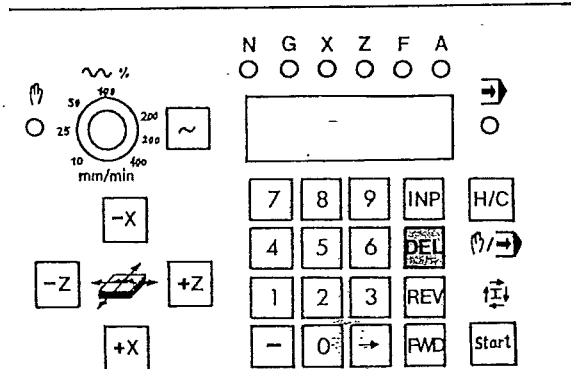 N G X Z F A
%
50 100 200
25 300
10 400
mm/min
~
7 8 9 INP H/C
-X
4 5 6 DEL
-Z +Z
1 2 3 REV
- 0 → FWD Start
+X